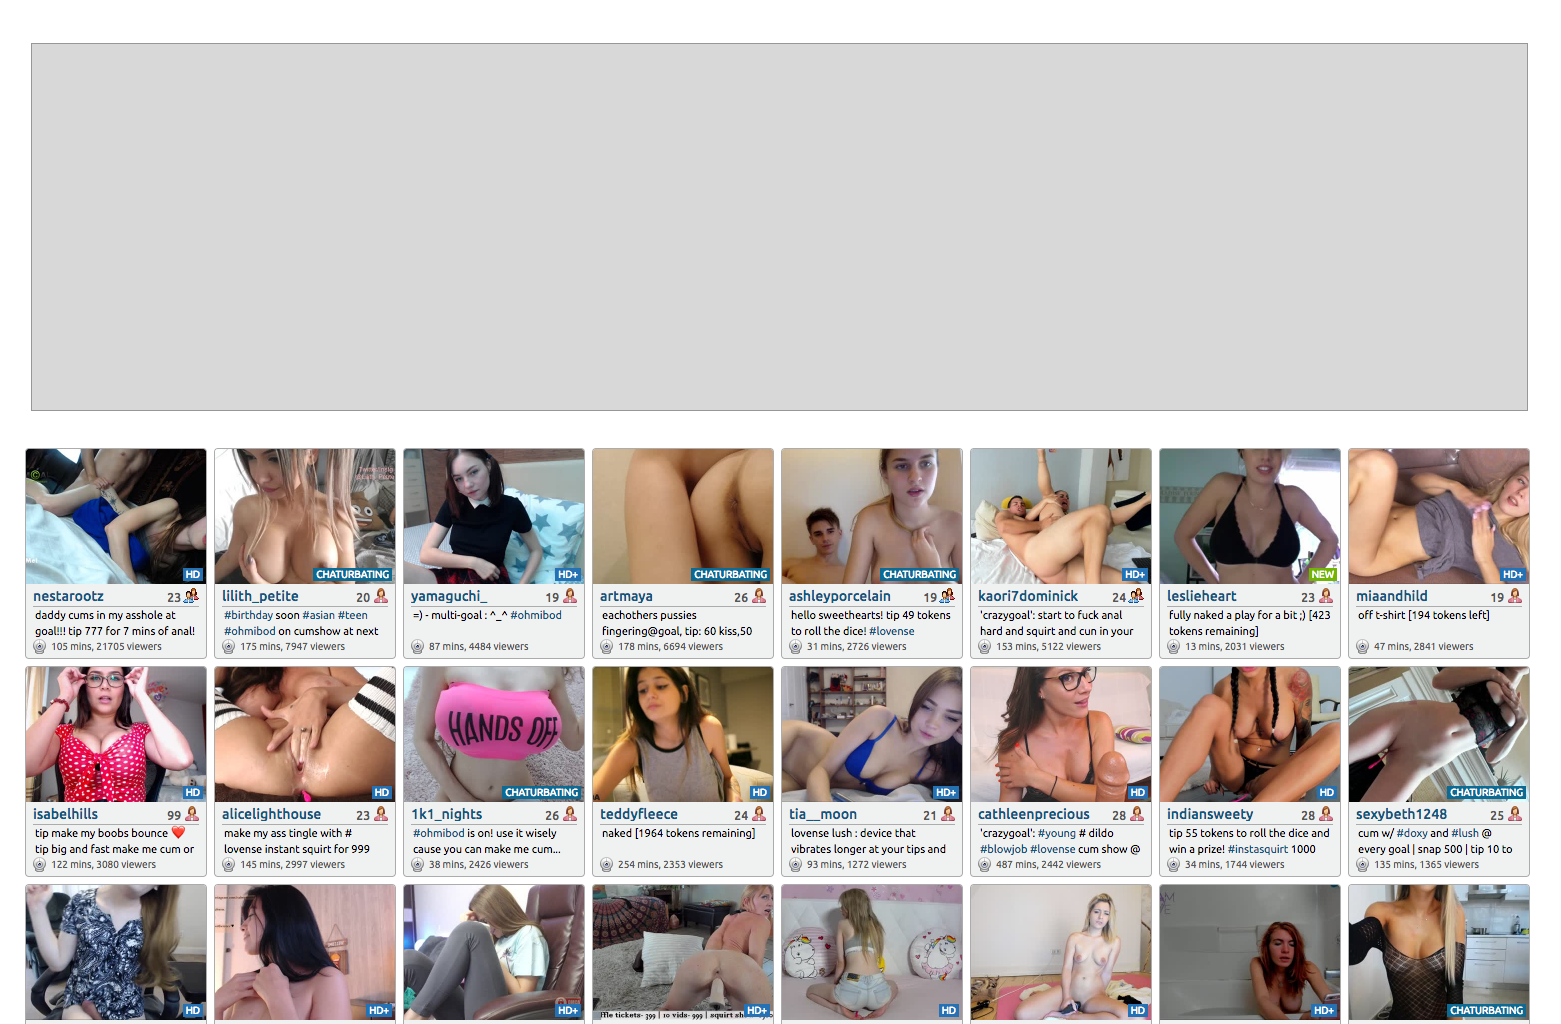 HD
CHATURBATING
HD+
CHATURBATING
CHATURBATING
HD+
NEW
HD+
nestarootz 23
daddy cums in my asshole at
goal!!! tip 777 for 7 mins of anal!
105 mins, 21705 viewers
lilith_petite 20
#birthday soon #asian #teen
#ohmibod on cumshow at next
175 mins, 7947 viewers
yamaguchi_ 19
=) - multi-goal : ^_^ #ohmibod
87 mins, 4484 viewers
artmaya 26
eachothers pussies
fingering@goal, tip: 60 kiss,50
178 mins, 6694 viewers
ashleyporcelain 19
hello sweethearts! tip 49 tokens
to roll the dice! #lovense
31 mins, 2726 viewers
kaori7dominick 24
'crazygoal': start to fuck anal
hard and squirt and cun in your
153 mins, 5122 viewers
leslieheart 23
fully naked a play for a bit ;) [423
tokens remaining]
13 mins, 2031 viewers
miaandhild 19
off t-shirt [194 tokens left]
47 mins, 2841 viewers
HANDS OFF
HD
HD
CHATURBATING
HD
HD+
HD
HD
CHATURBATING
isabelhills 99
tip make my boobs bounce ❤️
tip big and fast make me cum or
122 mins, 3080 viewers
alicelighthouse 23
make my ass tingle with #
lovense instant squirt for 999
145 mins, 2997 viewers
1k1_nights 26
#ohmibod is on! use it wisely
cause you can make me cum...
38 mins, 2426 viewers
teddyfleece 24
naked [1964 tokens remaining]
254 mins, 2353 viewers
tia__moon 21
lovense lush : device that
vibrates longer at your tips and
93 mins, 1272 viewers
cathleenprecious 28
'crazygoal': #young # dildo
#blowjob #lovense cum show @
487 mins, 2442 viewers
indiansweety 28
tip 55 tokens to roll the dice and
win a prize! #instasquirt 1000
34 mins, 1744 viewers
sexybeth1248 25
cum w/ #doxy and #lush @
every goal | snap 500 | tip 10 to
135 mins, 1365 viewers
HD
HD+
HD+
ffle tickets- 399 | 10 vids- 999 | squirt
HD+
HD
HD
HD+
CHATURBATING